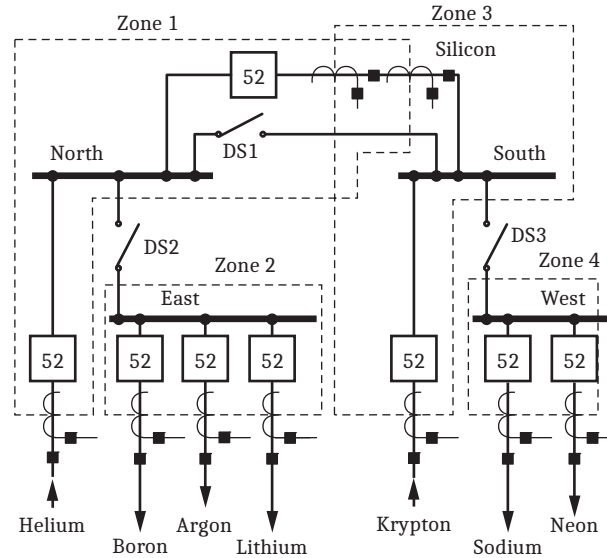 Zone 1
Zone 3
Silicon
52
DS1
North
South
DS2
DS3
Zone 2
Zone 4
East
West
52
52
52
52
52
52
52
Helium
Boron
Argon
Lithium
Krypton
Sodium
Neon